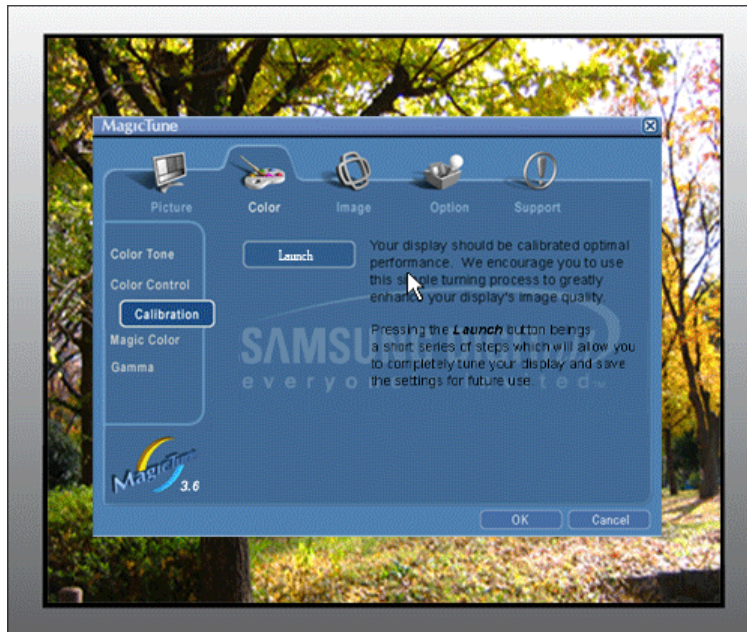 MagicTune
Picture
Color
Image
Option
Support
Color Tone
Color Control
Calibration
Magic Color
Gamma
Launch
Your display should be calibrated optimal
performance. We encourage you to use
this simple turning process to greatly
enhance your display's image quality.
Pressing the Launch button beings
a short series of steps which will allow you
to completely tune your display and save
the settings for future use
MagicTune
3.6
OK
Cancel